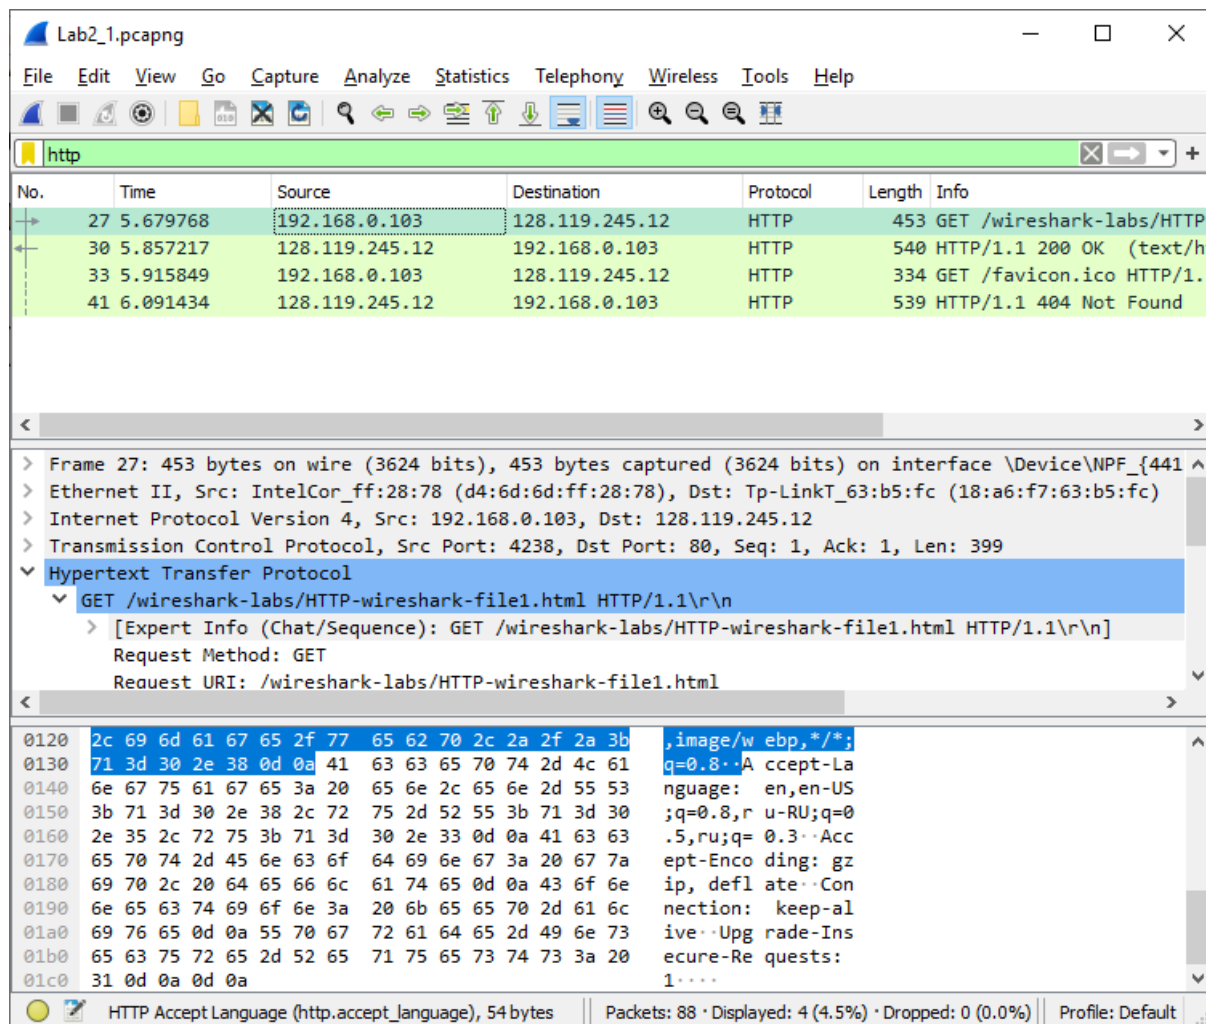 Lab2_1.pcapng
File Edit View Go Capture Analyze Statistics Telephony Wireless Tools Help
http
No. Time Source Destination Protocol Length Info
27 5.679768 192.168.0.103 128.119.245.12 HTTP 453 GET /wireshark-labs/HTTP
30 5.857217 128.119.245.12 192.168.0.103 HTTP 540 HTTP/1.1 200 OK (text/h
33 5.915849 192.168.0.103 128.119.245.12 HTTP 334 GET /favicon.ico HTTP/1.
41 6.091434 128.119.245.12 192.168.0.103 HTTP 539 HTTP/1.1 404 Not Found
Frame 27: 453 bytes on wire (3624 bits), 453 bytes captured (3624 bits) on interface \Device\NPF_{441
Ethernet II, Src: IntelCor_ff:28:78 (d4:6d:6d:ff:28:78), Dst: Tp-LinkT_63:b5:fc (18:a6:f7:63:b5:fc)
Internet Protocol Version 4, Src: 192.168.0.103, Dst: 128.119.245.12
Transmission Control Protocol, Src Port: 4238, Dst Port: 80, Seq: 1, Ack: 1, Len: 399
Hypertext Transfer Protocol
GET /wireshark-labs/HTTP-wireshark-file1.html HTTP/1.1\r\n
[Expert Info (Chat/Sequence): GET /wireshark-labs/HTTP-wireshark-file1.html HTTP/1.1\r\n]
Request Method: GET
Request URI: /wireshark-labs/HTTP-wireshark-file1.html
0120 2c 69 6d 61 67 65 2f 77 65 62 70 2c 2a 2f 2a 3b ,image/w ebp,*/*;
0130 71 3d 30 2e 38 0d 0a 41 63 63 65 70 74 2d 4c 61 q=0.8··A ccept-La
0140 6e 67 75 61 67 65 3a 20 65 6e 2c 65 6e 2d 55 53 nguage: en,en-US
0150 3b 71 3d 30 2e 38 2c 72 75 2d 52 55 3b 71 3d 30 ;q=0.8,r u-RU;q=0
0160 2e 35 2c 72 75 3b 71 3d 30 2e 33 0d 0a 41 63 63 .5,ru;q= 0.3··Acc
0170 65 70 74 2d 45 6e 63 6f 64 69 6e 67 3a 20 67 7a ept-Enco ding: gz
0180 69 70 2c 20 64 65 66 6c 61 74 65 0d 0a 43 6f 6e ip, defl ate··Con
0190 6e 65 63 74 69 6f 6e 3a 20 6b 65 65 70 2d 61 6c nection: keep-al
01a0 69 76 65 0d 0a 55 70 67 72 61 64 65 2d 49 6e 73 ive··Upg rade-Ins
01b0 65 63 75 72 65 2d 52 65 71 75 65 73 74 73 3a 20 ecure-Re quests:
01c0 31 0d 0a 0d 0a 1····
HTTP Accept Language (http.accept_language), 54 bytes Packets: 88 · Displayed: 4 (4.5%) · Dropped: 0 (0.0%) Profile: Default